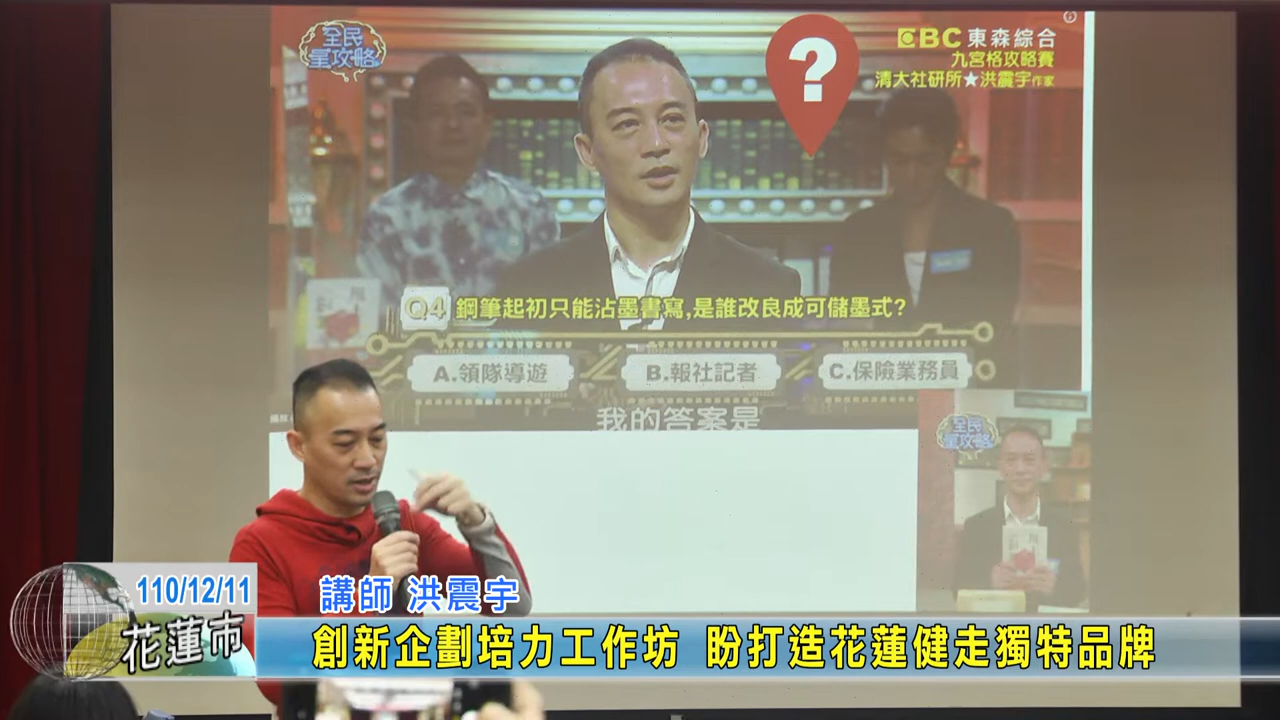 全民
星攻略
EBC 東森綜合
九宮格攻略賽
清大社研所★洪震宇作家
?
Q4 鋼筆起初只能沾墨書寫,是誰改良成可儲墨式?
A.領隊導遊
B.報社記者
C.保險業務員
我的答案是
全民
星攻略
110/12/11
花蓮市
講師 洪震宇
創新企劃培力工作坊 盼打造花蓮健走獨特品牌